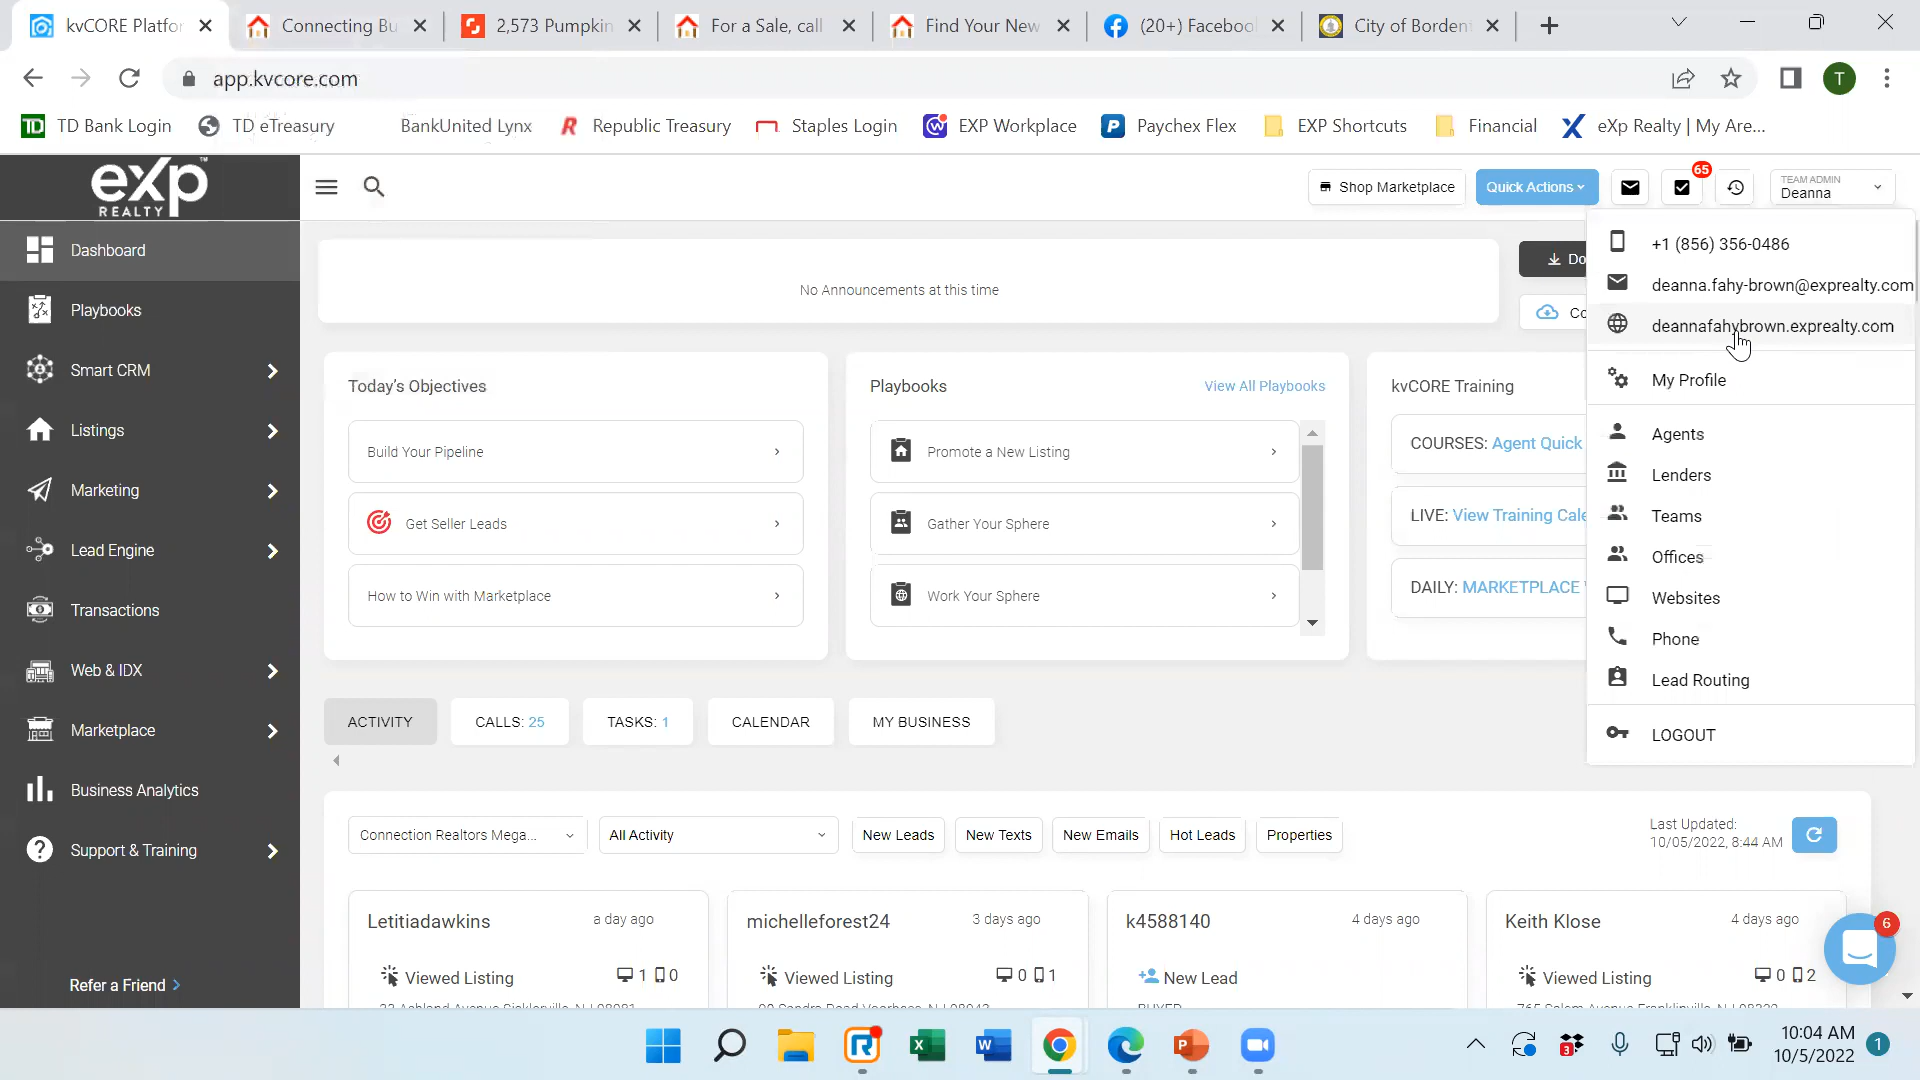 kvCORE Platfor
Connecting Bu
2,573 Pumpkin
For a Sale, call
Find Your New
(20+) Facebook
City of Bordent
app.kvcore.com
T
TD Bank Login
TD eTreasury
BankUnited Lynx
Republic Treasury
Staples Login
EXP Workplace
Paychex Flex
EXP Shortcuts
Financial
eXp Realty | My Are...
eXp
REALTY
Shop Marketplace
Quick Actions
65
TEAM ADMIN
Deanna
Dashboard
Playbooks
Smart CRM
Listings
Marketing
Lead Engine
Transactions
Web & IDX
Marketplace
Business Analytics
Support & Training
Refer a Friend
No Announcements at this time
Do
Co
+1 (856) 356-0486
deanna.fahy-brown@exprealty.com
deannafahybrown.exprealty.com
My Profile
Agents
Lenders
Teams
Offices
Websites
Phone
Lead Routing
LOGOUT
Today's Objectives
Build Your Pipeline
Get Seller Leads
How to Win with Marketplace
Playbooks
View All Playbooks
Promote a New Listing
Gather Your Sphere
Work Your Sphere
kvCORE Training
COURSES: Agent Quick
LIVE: View Training Cale
DAILY: MARKETPLACE
ACTIVITY
CALLS: 25
TASKS: 1
CALENDAR
MY BUSINESS
Connection Realtors Mega...
All Activity
New Leads
New Texts
New Emails
Hot Leads
Properties
Last Updated:
10/05/2022, 8:44 AM
Letitiadawkins
a day ago
Viewed Listing
1 0
michelleforest24
3 days ago
Viewed Listing
0 1
k4588140
4 days ago
New Lead
BUYER
Keith Klose
4 days ago
Viewed Listing
0 2
6
10:04 AM
10/5/2022
1
3